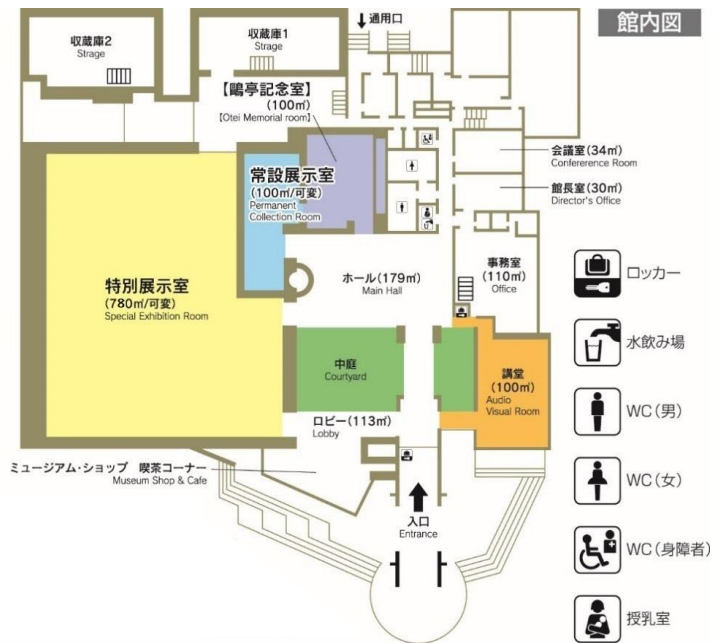 館内図
通用口
収蔵庫2
Strage
収蔵庫1
Strage
【鷗亭記念室】
(100㎡)
[Otei Memorial room]
常設展示室
(100㎡/可変)
Permanent
Collection Room
会議室(34㎡)
Confererence Room
館長室(30㎡)
Director's Office
特別展示室
(780㎡/可変)
Special Exhibition Room
ホール(179㎡)
Main Hall
事務室
(110㎡)
Office
中庭
Courtyard
講堂
(100㎡)
Audio
Visual Room
ロビー(113㎡)
Lobby
ミュージアム・ショップ 喫茶コーナー
Museum Shop & Cafe
入口
Entrance
ロッカー
水飲み場
WC(男)
WC(女)
WC(身障者)
授乳室